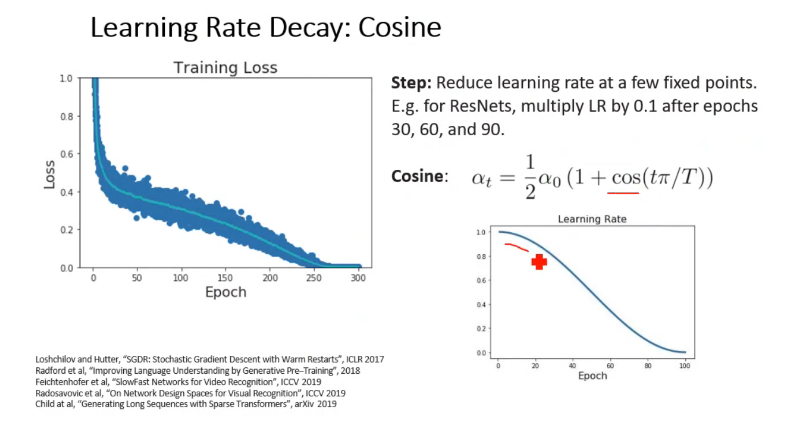 Learning Rate Decay: Cosine
Training Loss
1.0
0.8
0.6
0.4
0.2
0.0
Loss
0 50 100 150 200 250 300
Epoch
Step: Reduce learning rate at a few fixed points.
E.g. for ResNets, multiply LR by 0.1 after epochs
30, 60, and 90.
Cosine: α_t = 1/2 α_0 (1 + cos(tπ/T))
Learning Rate
1.0
0.8
0.6
0.4
0.2
0.0
0 20 40 60 80 100
Epoch
Loshchilov and Hutter, “SGDR: Stochastic Gradient Descent with Warm Restarts”, ICLR 2017
Radford et al, “Improving Language Understanding by Generative Pre-Training”, 2018
Feichtenhofer et al, “SlowFast Networks for Video Recognition”, ICCV 2019
Radosavovic et al, “On Network Design Spaces for Visual Recognition”, ICCV 2019
Child at al, “Generating Long Sequences with Sparse Transformers”, arXiv 2019